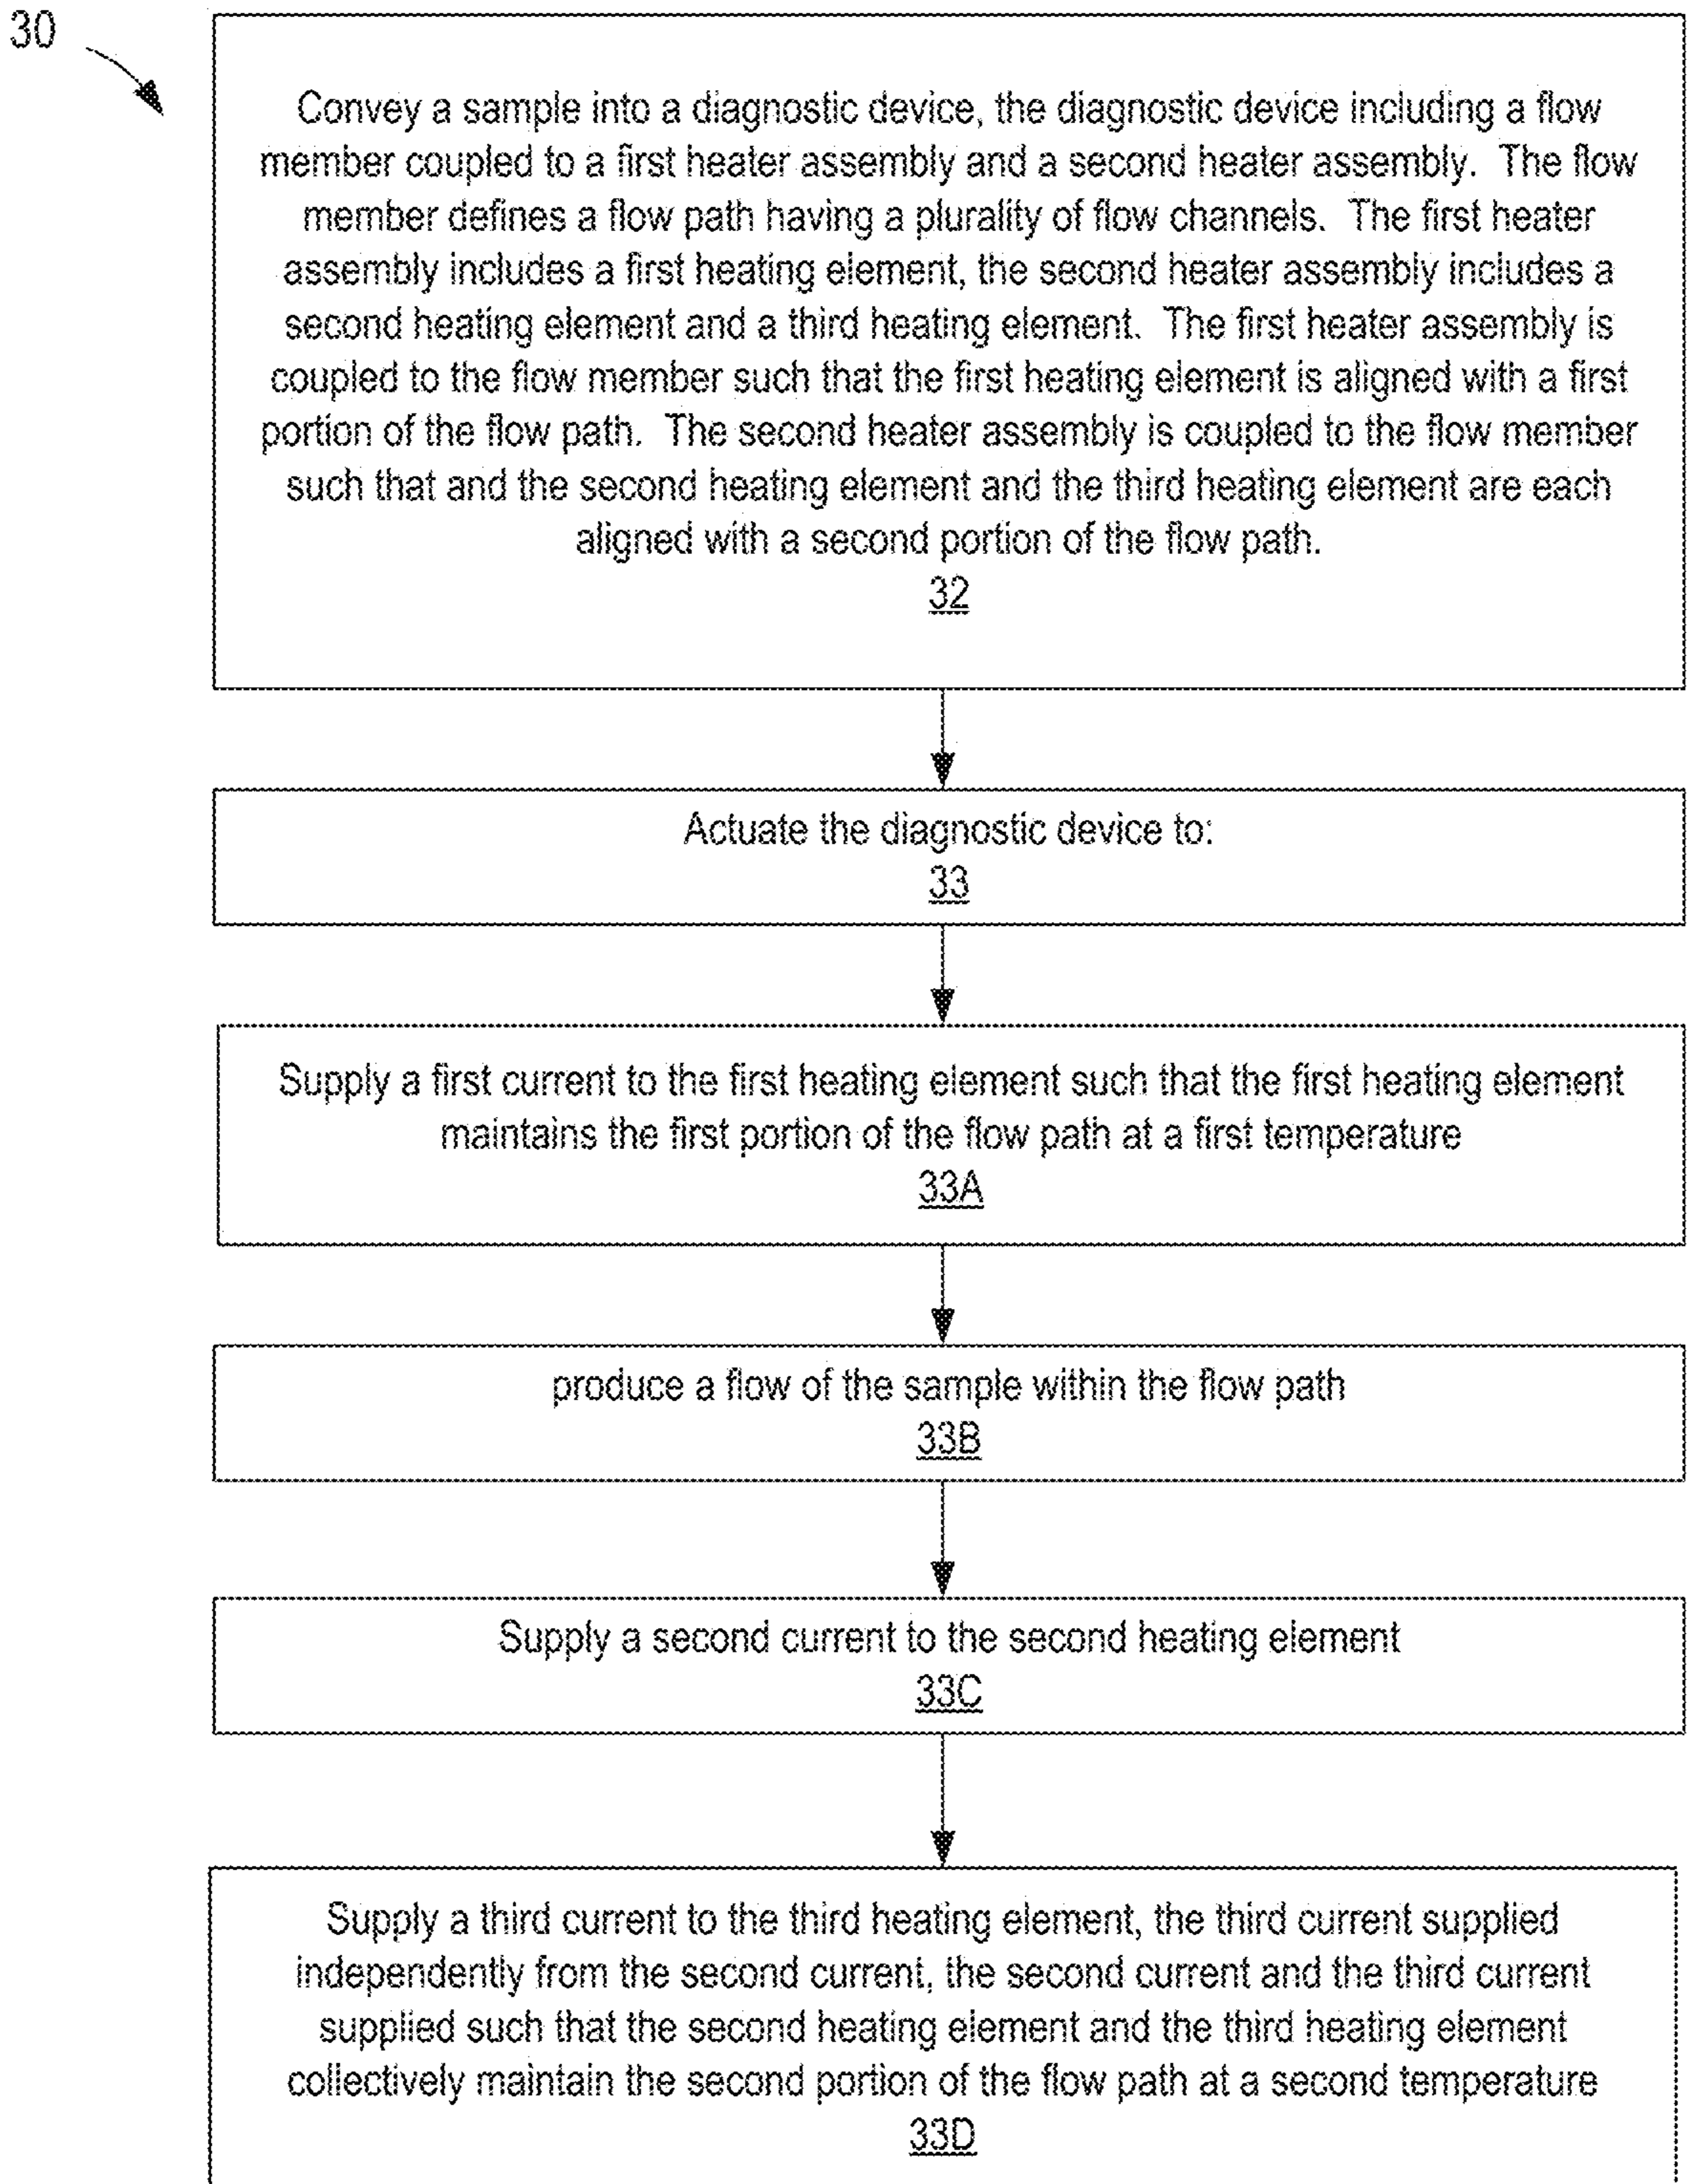 30
Convey a sample into a diagnostic device, the diagnostic device including a flow
member coupled to a first heater assembly and a second heater assembly. The flow
member defines a flow path having a plurality of flow channels. The first heater
assembly includes a first heating element, the second heater assembly includes a
second heating element and a third heating element. The first heater assembly is
coupled to the flow member such that the first heating element is aligned with a first
portion of the flow path. The second heater assembly is coupled to the flow member
such that and the second heating element and the third heating element are each
aligned with a second portion of the flow path.
32
Actuate the diagnostic device to:
33
Supply a first current to the first heating element such that the first heating element
maintains the first portion of the flow path at a first temperature
33A
produce a flow of the sample within the flow path
33B
Supply a second current to the second heating element
33C
Supply a third current to the third heating element, the third current supplied
independently from the second current, the second current and the third current
supplied such that the second heating element and the third heating element
collectively maintain the second portion of the flow path at a second temperature
33D